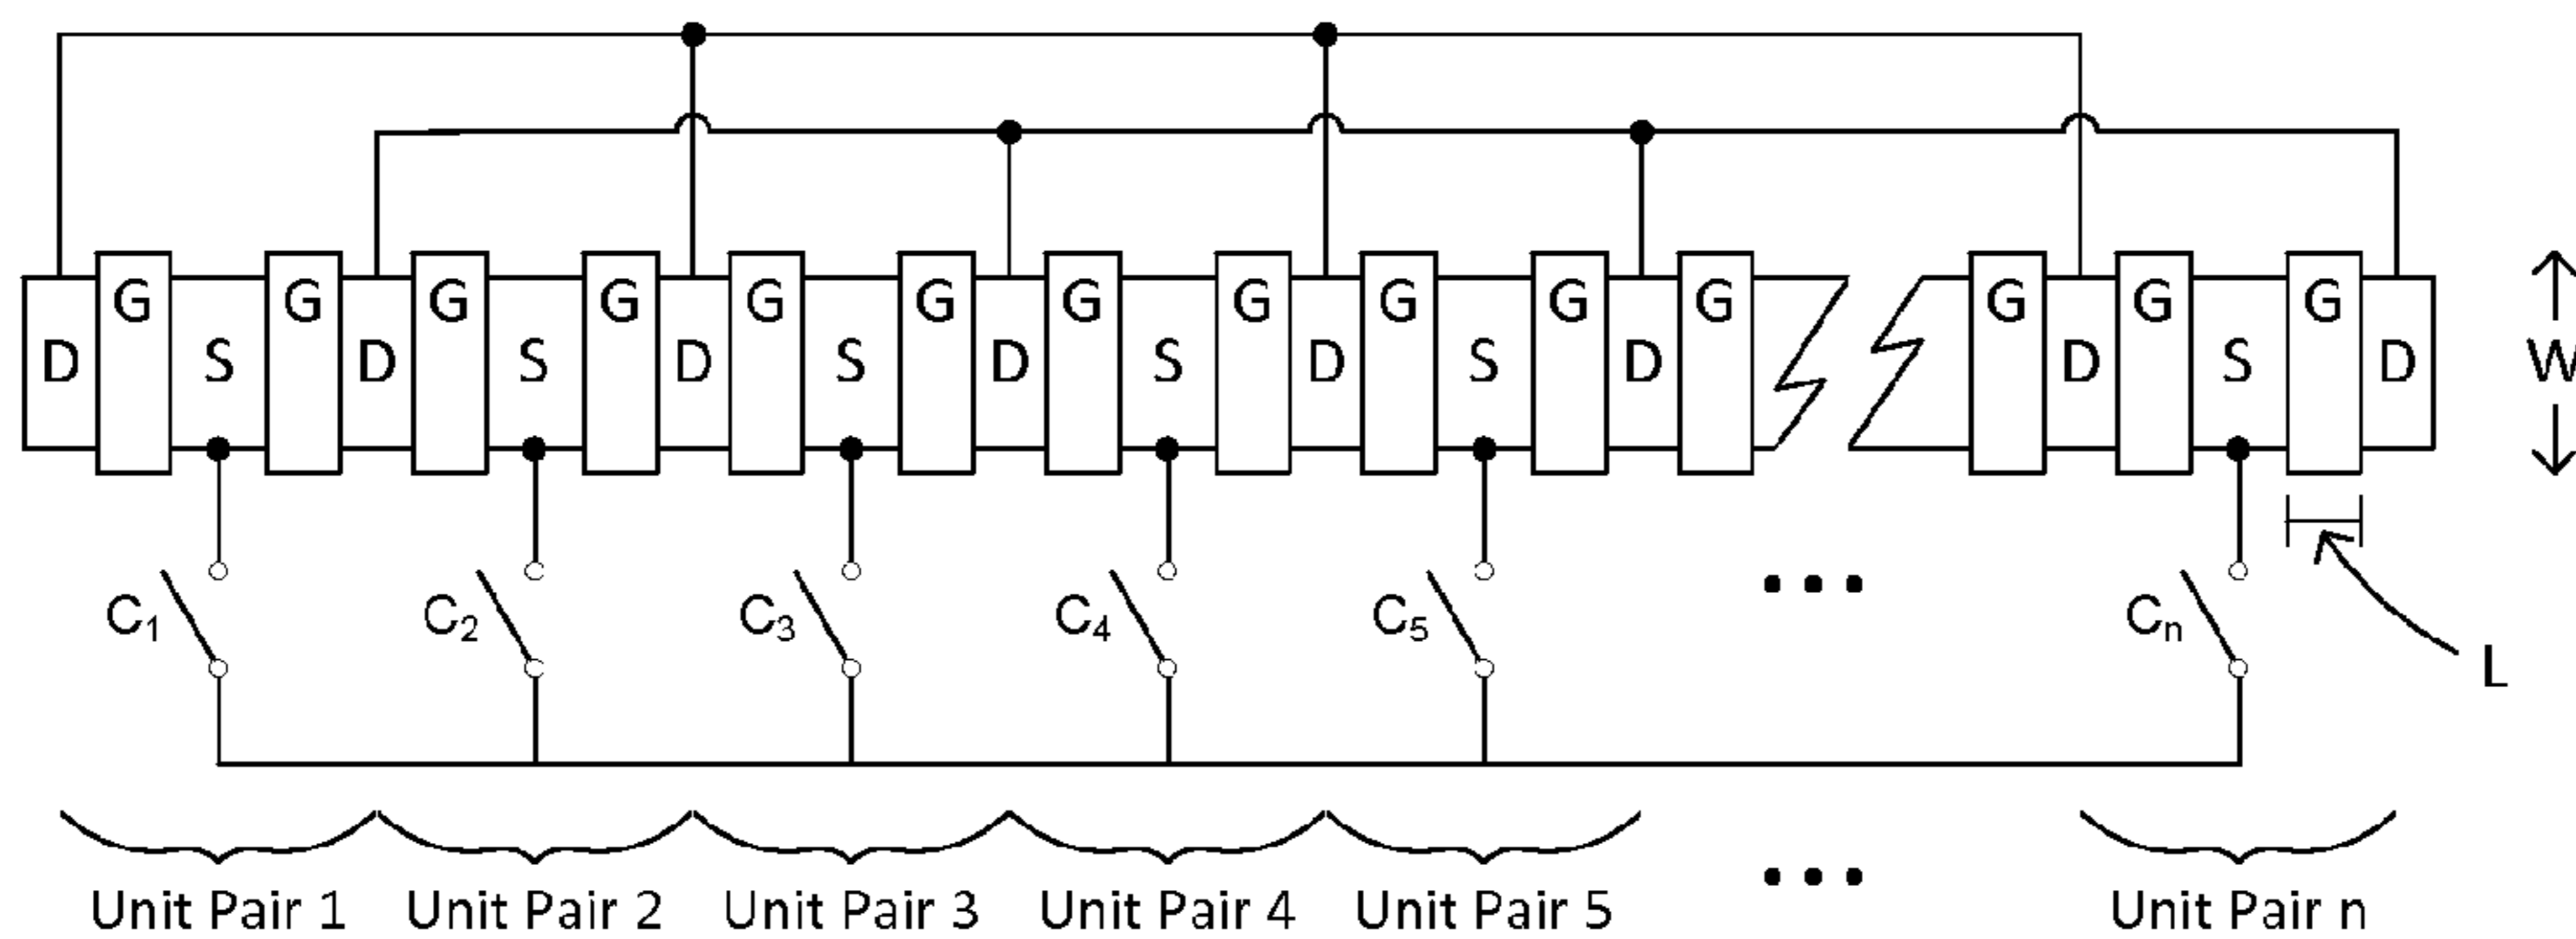 G G G G G G G G G G G G G G
D S D S D S D S D S D D S D
W
C1 C2 C3 C4 C5 ... Cn
L
Unit Pair 1 Unit Pair 2 Unit Pair 3 Unit Pair 4 Unit Pair 5 ... Unit Pair n